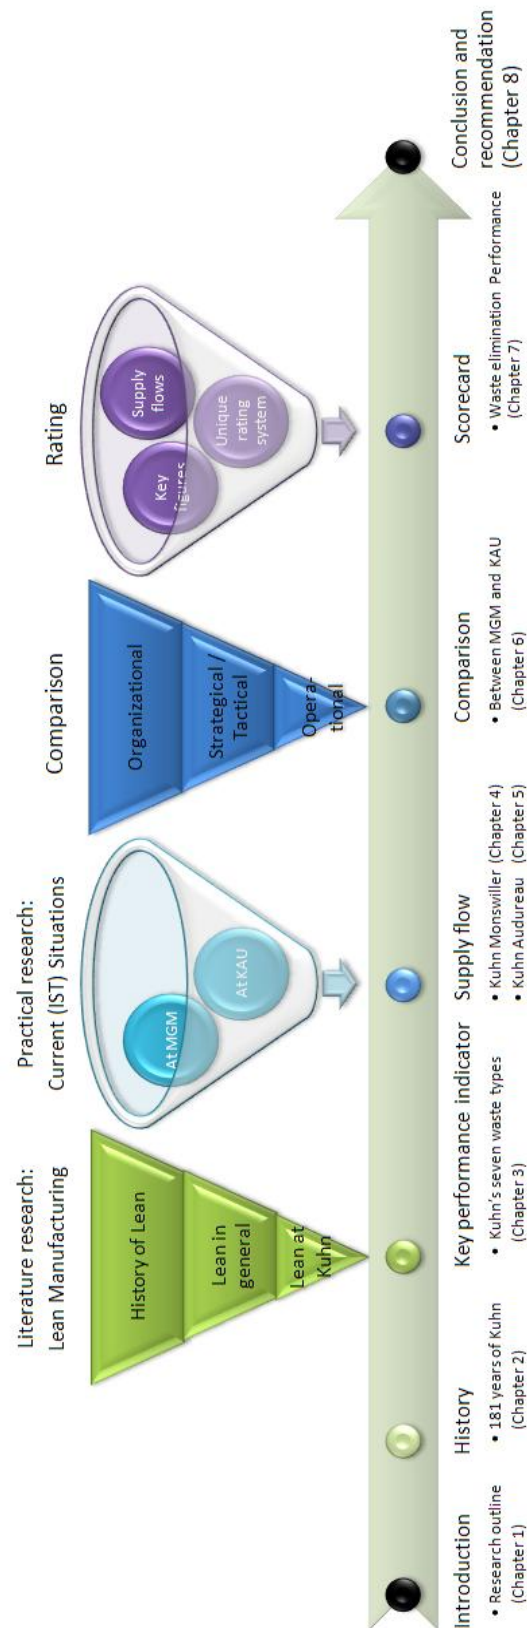 Literature research:
Lean Manufacturing
History of Lean
Lean in
general
Lean at
Kuhn
Practical research:
Current (IST) Situations
At MGM
At KAU
Comparison
Organizational
Strategical /
Tactical
Opera-
tional
Rating
Key
figures
Supply
flows
Unique
rating
system
Introduction
• Research outline
(Chapter 1)
History
• 181 years of Kuhn
(Chapter 2)
Key performance indicator
• Kuhn's seven waste types
(Chapter 3)
Supply flow
• Kuhn Monswiller (Chapter 4)
• Kuhn Audureau (Chapter 5)
Comparison
• Between MGM and KAU
(Chapter 6)
Scorecard
• Waste elimination Performance
(Chapter 7)
Conclusion and
recommendation
(Chapter 8)